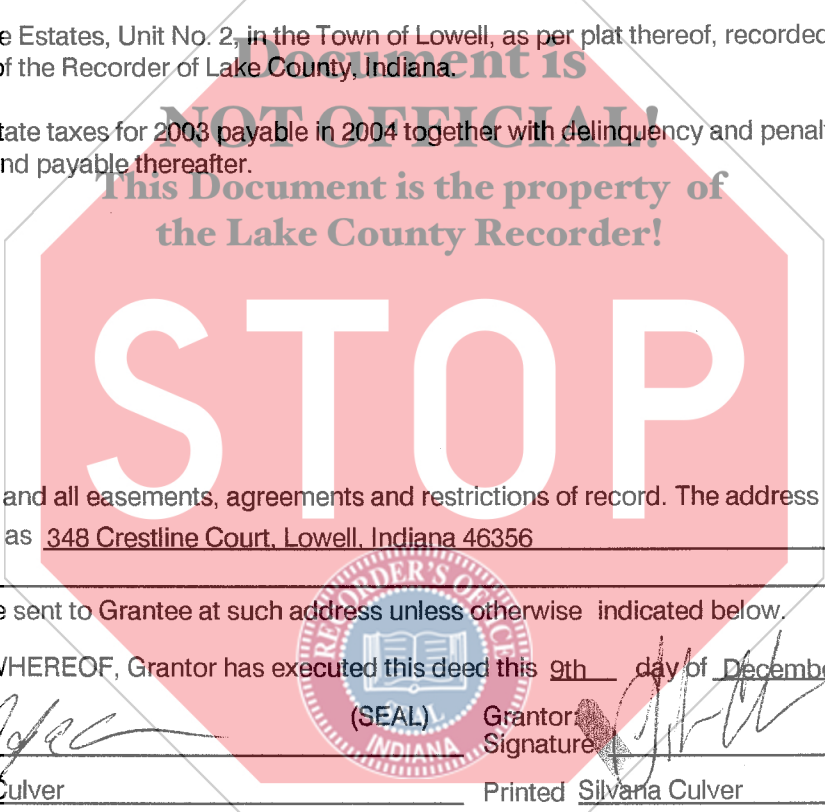 e Estates, Unit No. 2, in the Town of Lowell, as per plat thereof, recorded
of the Recorder of Lake County, Indiana.
Document is
NOT OFFICIAL!
tate taxes for 2003 payable in 2004 together with delinquency and penal
nd payable thereafter.
This Document is the property of
the Lake County Recorder!
STOP
and all easements, agreements and restrictions of record. The address
as 348 Crestline Court, Lowell, Indiana 46356
e sent to Grantee at such address unless otherwise indicated below.
WHEREOF, Grantor has executed this deed this 9th day of Decembe
(SEAL) Grantor:
Signature
Culver Printed Silvana Culver
RECORDER'S OFFICE
SEAL
INDIANA